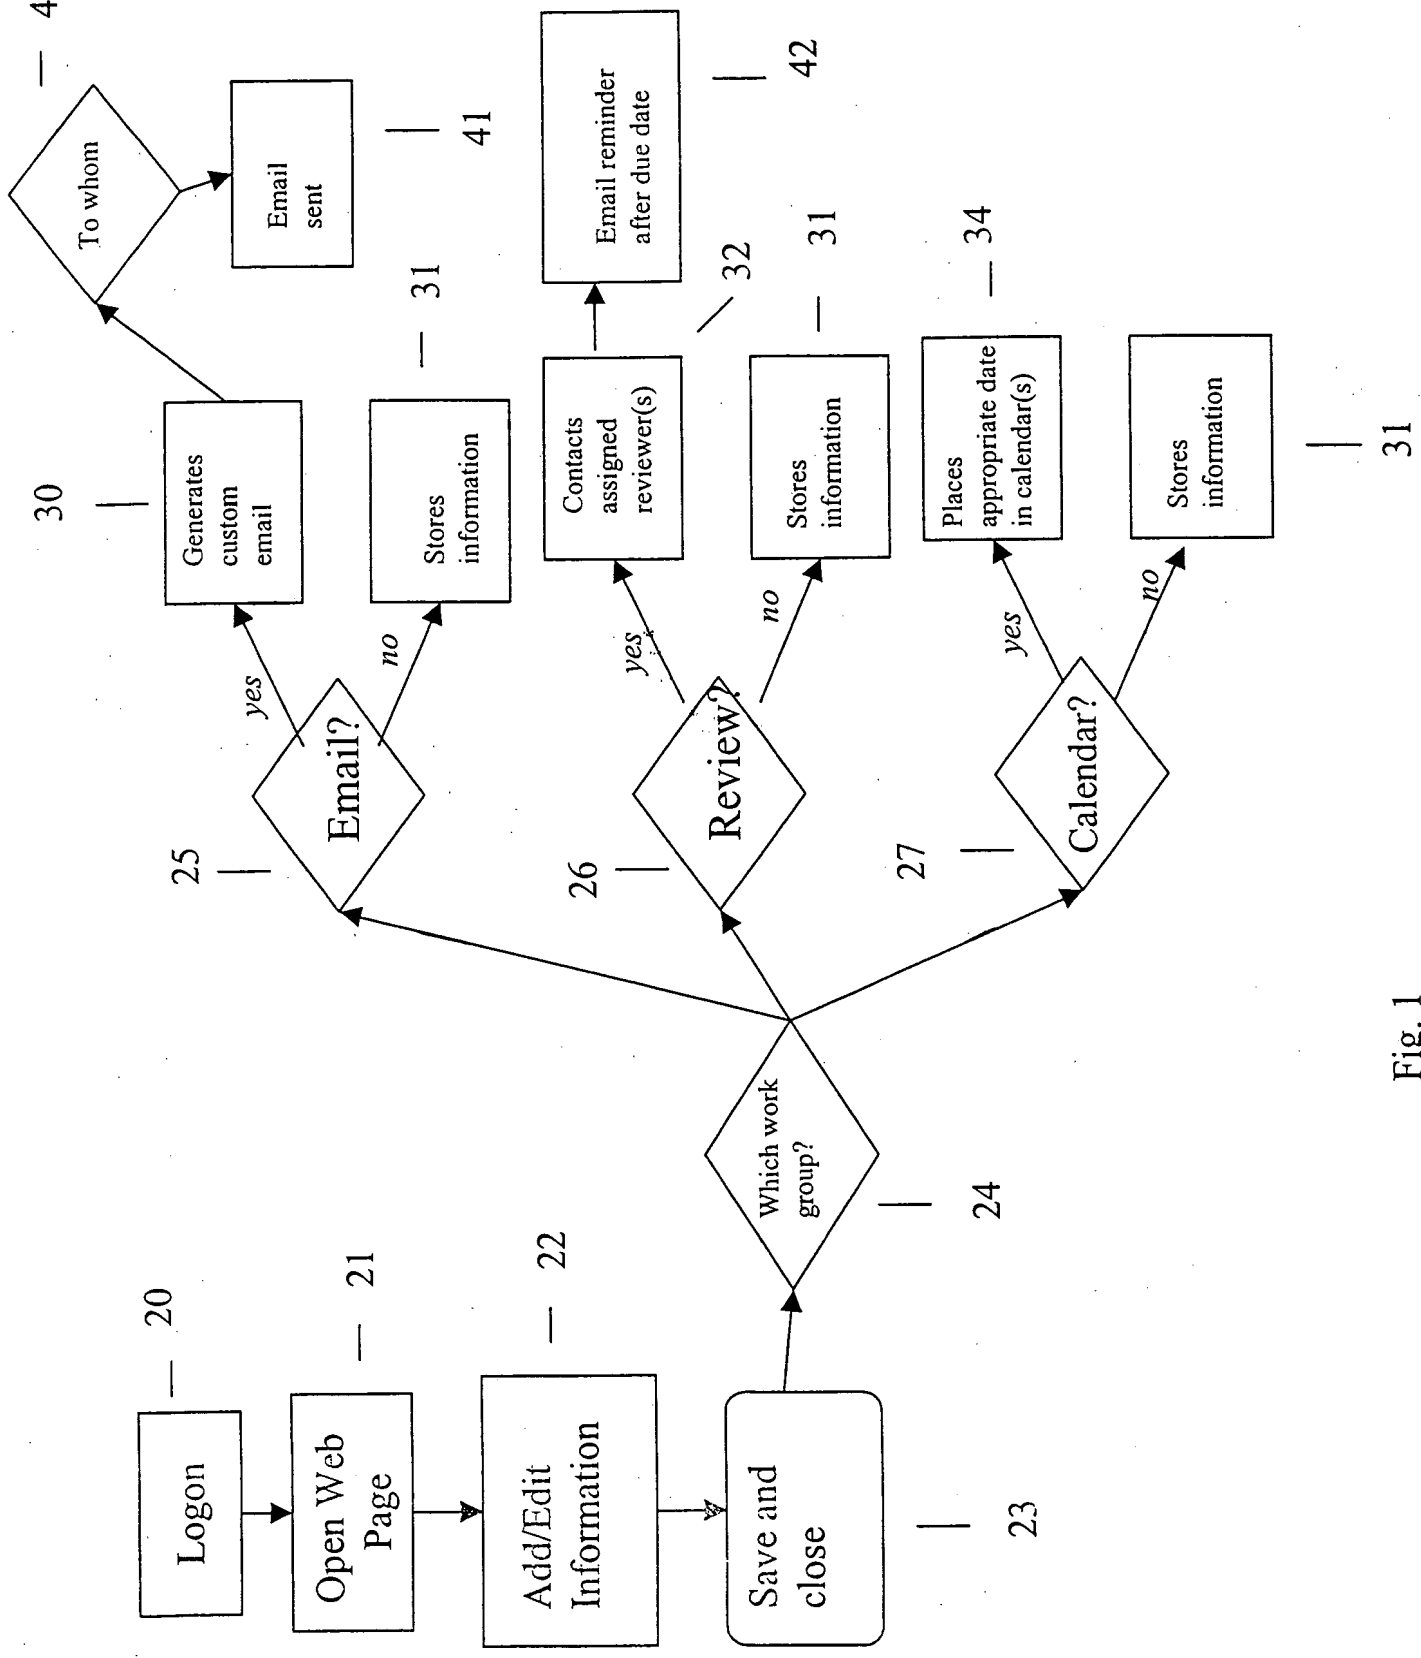 Logon
20
Open Web
Page
21
Add/Edit
Information
22
Save and
close
23
Which work
group?
24
Email?
25
yes
no
Generates
custom
email
30
Stores
information
31
To whom
4
Email
sent
41
Review?
26
yes
no
Contacts
assigned
reviewer(s)
32
Email reminder
after due date
42
Stores
information
31
Calendar?
27
yes
no
Places
appropriate date
in calendar(s)
34
Stores
information
31
Fig. 1